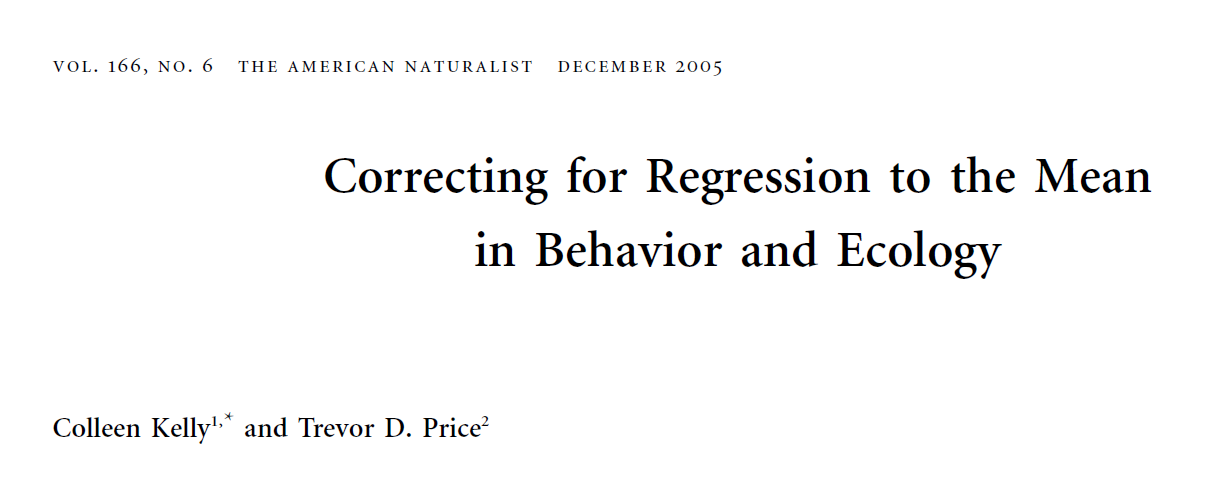 VOL. 166, NO. 6 THE AMERICAN NATURALIST DECEMBER 2005
Correcting for Regression to the Mean
in Behavior and Ecology
Colleen Kelly¹,* and Trevor D. Price²